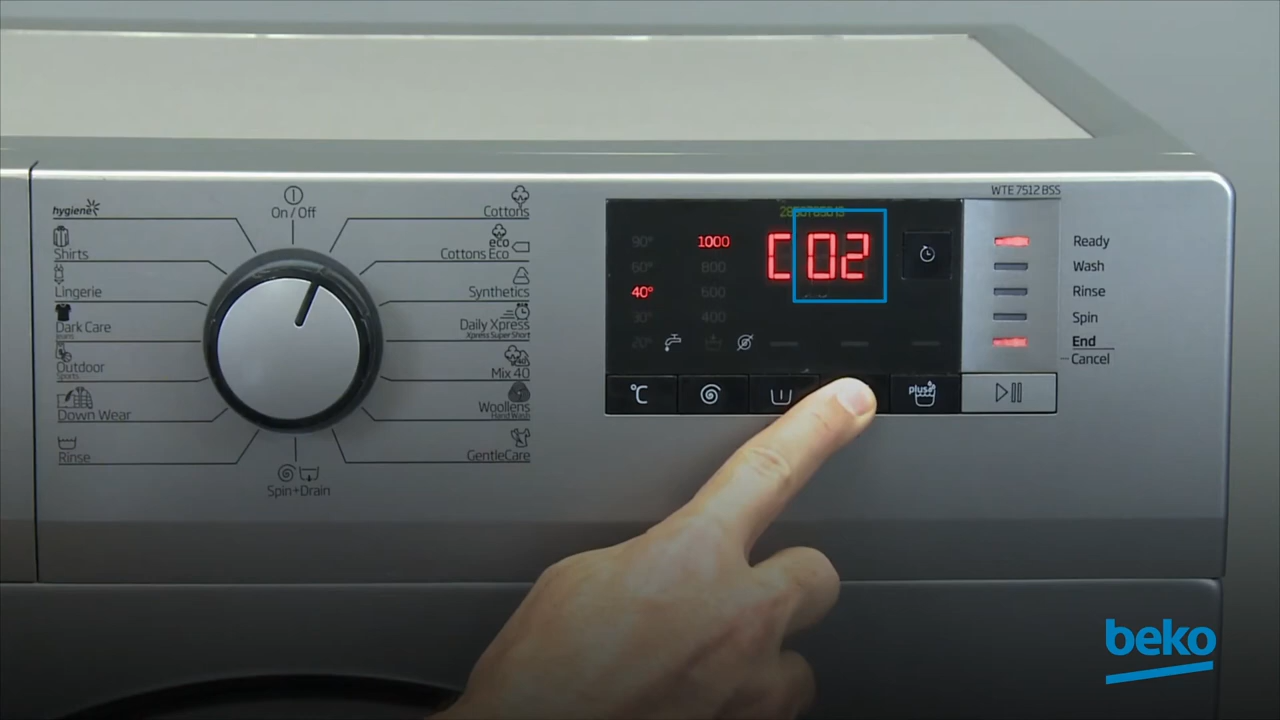 WTE 7512 BSS
hygiene
On / Off
Cottons
Shirts
eco
Cottons Eco
Lingerie
Synthetics
Dark Care
Jeans
Daily Xpress
Xpress Super Short
Outdoor
Sports
Mix 40
Down Wear
Woollens
Hand Wash
Rinse
GentleCare
Spin+Drain
90° 1000 C02
60° 800
40° 600
30° 400
20°
°C
plus
Ready
Wash
Rinse
Spin
End
Cancel
beko